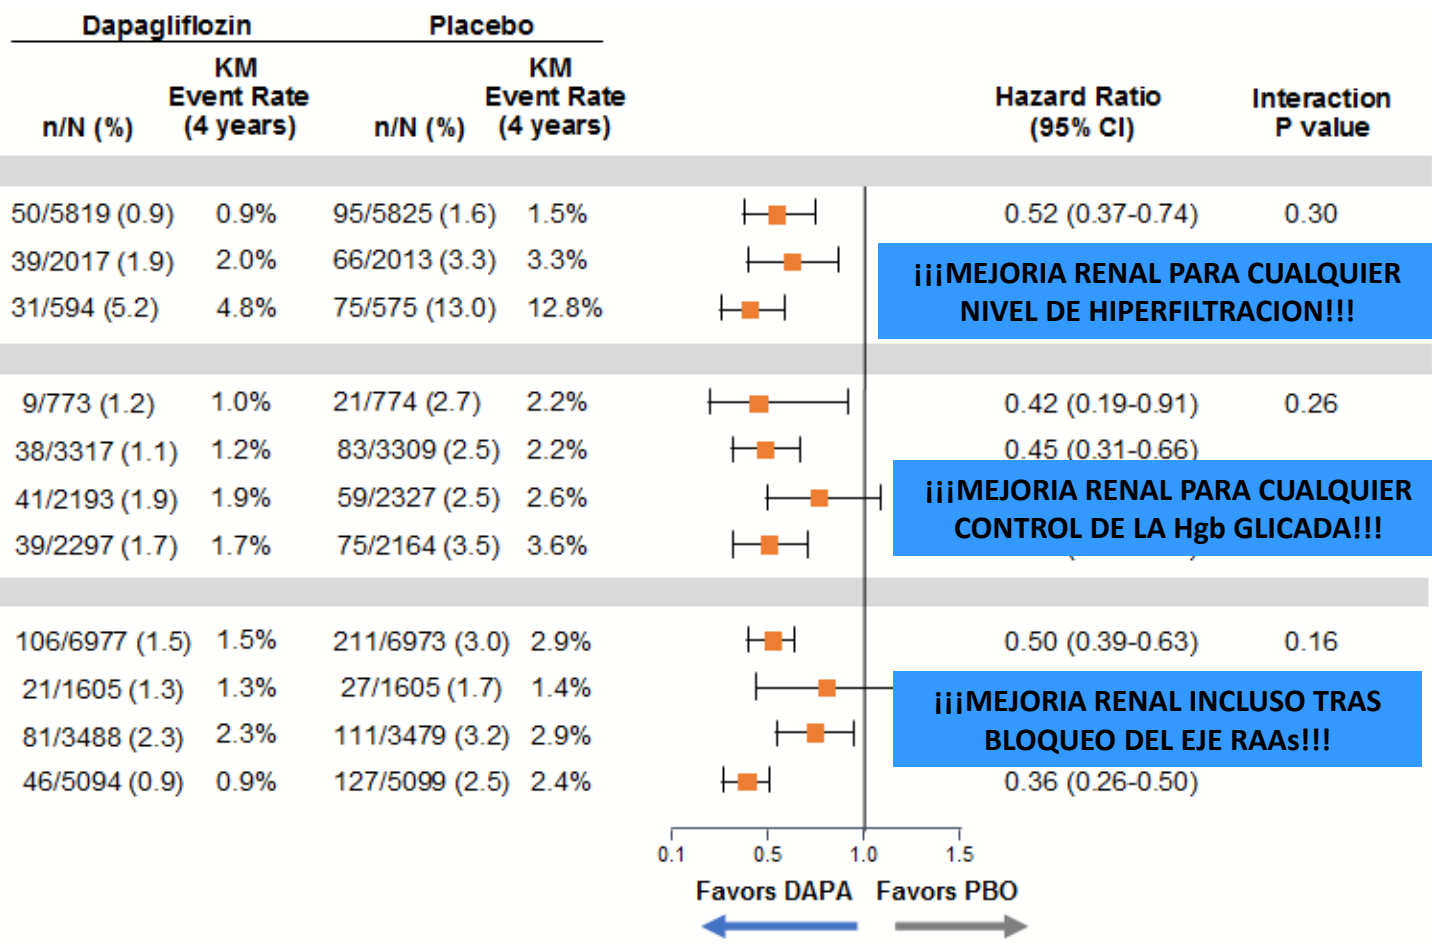 Dapagliflozin Placebo
KM KM
Event Rate Event Rate Hazard Ratio Interaction
n/N (%) (4 years) n/N (%) (4 years) (95% CI) P value
50/5819 (0.9) 0.9% 95/5825 (1.6) 1.5% 0.52 (0.37-0.74) 0.30
39/2017 (1.9) 2.0% 66/2013 (3.3) 3.3%
¡¡¡MEJORIA RENAL PARA CUALQUIER
NIVEL DE HIPERFILTRACION!!!
31/594 (5.2) 4.8% 75/575 (13.0) 12.8%
9/773 (1.2) 1.0% 21/774 (2.7) 2.2% 0.42 (0.19-0.91) 0.26
38/3317 (1.1) 1.2% 83/3309 (2.5) 2.2% 0.45 (0.31-0.66)
41/2193 (1.9) 1.9% 59/2327 (2.5) 2.6%
¡¡¡MEJORIA RENAL PARA CUALQUIER
CONTROL DE LA Hgb GLICADA!!!
39/2297 (1.7) 1.7% 75/2164 (3.5) 3.6%
106/6977 (1.5) 1.5% 211/6973 (3.0) 2.9% 0.50 (0.39-0.63) 0.16
21/1605 (1.3) 1.3% 27/1605 (1.7) 1.4%
¡¡¡MEJORIA RENAL INCLUSO TRAS
BLOQUEO DEL EJE RAAs!!!
81/3488 (2.3) 2.3% 111/3479 (3.2) 2.9%
46/5094 (0.9) 0.9% 127/5099 (2.5) 2.4% 0.36 (0.26-0.50)
0.1 0.5 1.0 1.5
Favors DAPA Favors PBO